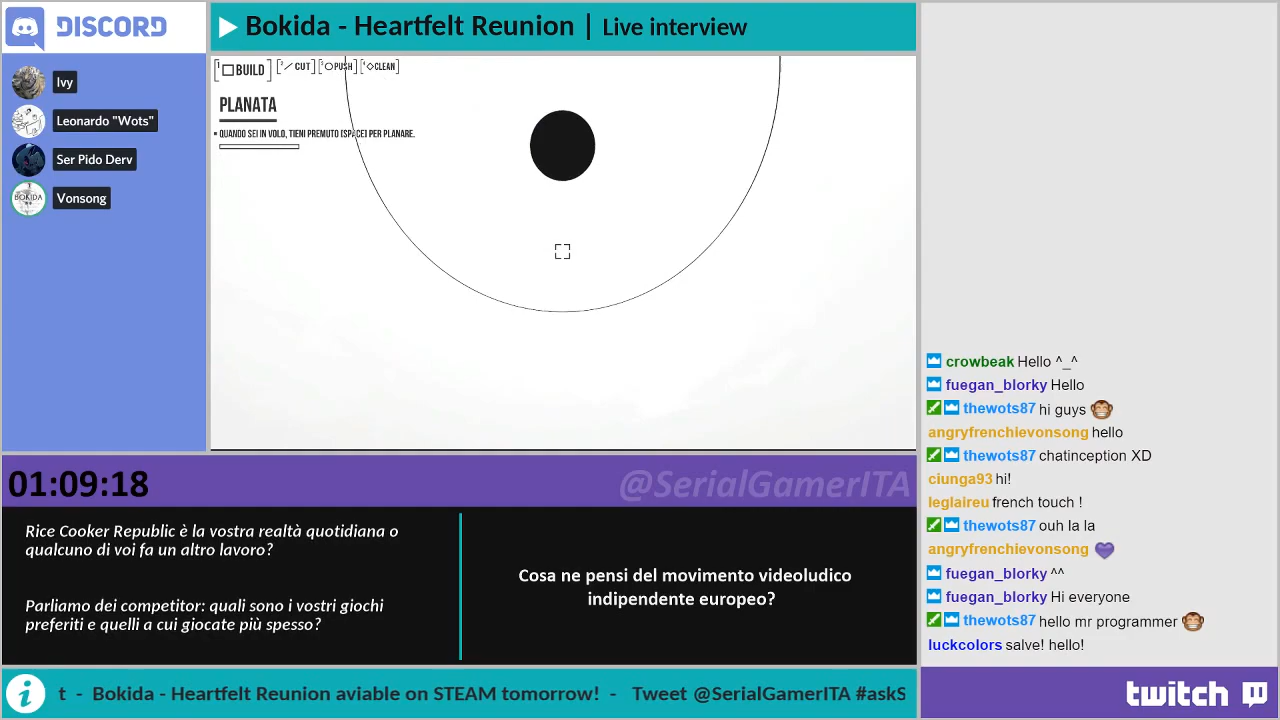 DISCORD
Bokida - Heartfelt Reunion | Live interview
Ivy
Leonardo "Wots"
Ser Pido Derv
Vonsong
1 BUILD 2 CUT 3 PUSH 4 CLEAN
PLANATA
QUANDO SEI IN VOLO, TIENI PREMUTO [SPACE] PER PLANARE.
BOKIDA
crowbeak Hello ^_^
fuegan_blorky Hello
thewots87 hi guys
angryfrenchievonsong hello
thewots87 chatinception XD
ciunga93 hi!
leglaireu french touch !
thewots87 ouh la la
angryfrenchievonsong
fuegan_blorky ^^
fuegan_blorky Hi everyone
thewots87 hello mr programmer
luckcolors salve! hello!
01:09:18
@SerialGamerITA
Rice Cooker Republic è la vostra realtà quotidiana o
qualcuno di voi fa un altro lavoro?
Parliamo dei competitor: quali sono i vostri giochi
preferiti e quelli a cui giocate più spesso?
Cosa ne pensi del movimento videoludico
indipendente europeo?
t - Bokida - Heartfelt Reunion aviable on STEAM tomorrow! - Tweet @SerialGamerITA #askS
twitch